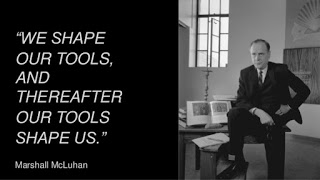 “WE SHAPE
OUR TOOLS,
AND
THEREAFTER
OUR TOOLS
SHAPE US.”
Marshall McLuhan